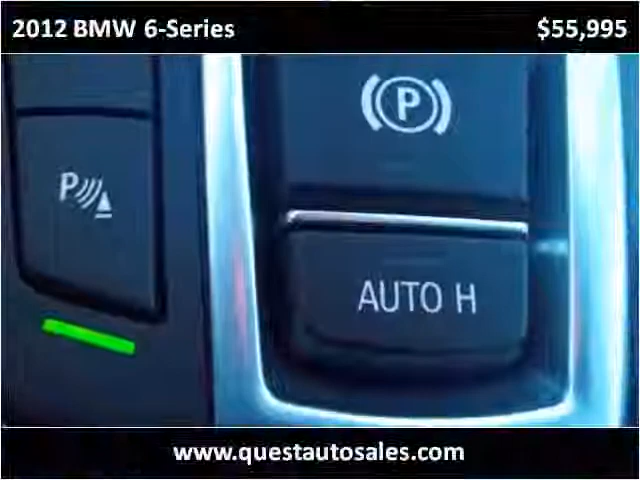 2012 BMW 6-Series $55,995
P
P
AUTO H
www.questautosales.com